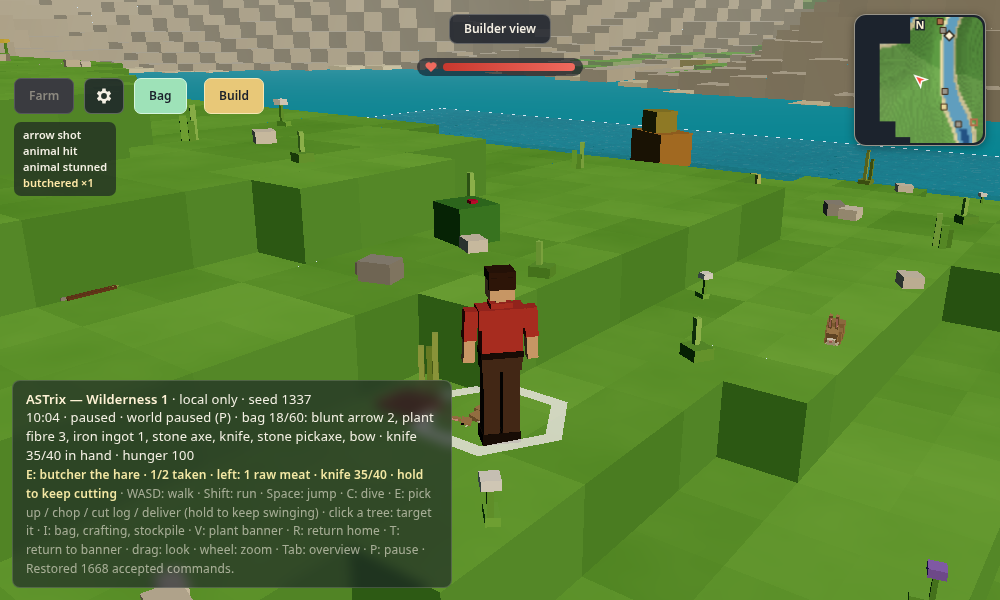 Builder view
N
Farm
Bag
Build
arrow shot
animal hit
animal stunned
butchered ×1
ASTrix — Wilderness 1 · local only · seed 1337
10:04 · paused · world paused (P) · bag 18/60: blunt arrow 2, plant
fibre 3, iron ingot 1, stone axe, knife, stone pickaxe, bow · knife
35/40 in hand · hunger 100
E: butcher the hare · 1/2 taken · left: 1 raw meat · knife 35/40 · hold
to keep cutting · WASD: walk · Shift: run · Space: jump · C: dive · E: pick
up / chop / cut log / deliver (hold to keep swinging) · click a tree: target
it · I: bag, crafting, stockpile · V: plant banner · R: return home · T:
return to banner · drag: look · wheel: zoom · Tab: overview · P: pause ·
Restored 1668 accepted commands.